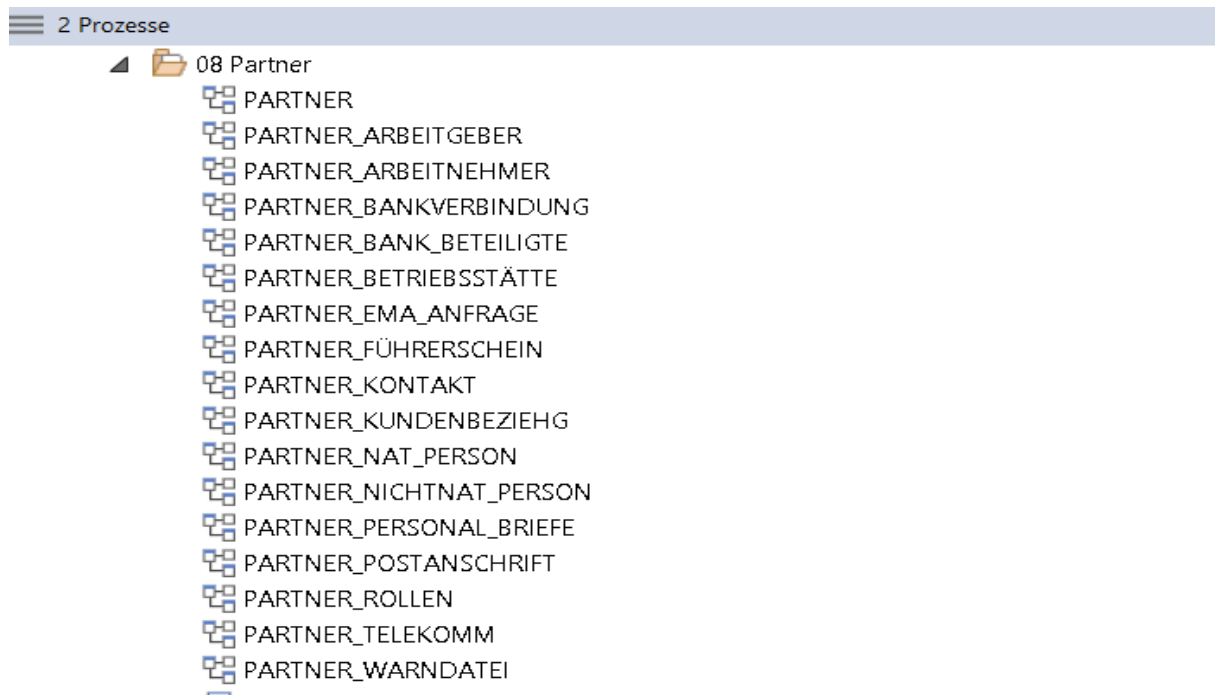 2 Prozesse
08 Partner
PARTNER
PARTNER_ARBEITGEBER
PARTNER_ARBEITNEHMER
PARTNER_BANKVERBINDUNG
PARTNER_BANK_BETEILIGTE
PARTNER_BETRIEBSSTÄTTE
PARTNER_EMA_ANFRAGE
PARTNER_FÜHRERSCHEIN
PARTNER_KONTAKT
PARTNER_KUNDENBEZIEHG
PARTNER_NAT_PERSON
PARTNER_NICHTNAT_PERSON
PARTNER_PERSONAL_BRIEFE
PARTNER_POSTANSCHRIFT
PARTNER_ROLLEN
PARTNER_TELEKOMM
PARTNER_WARNDATEI